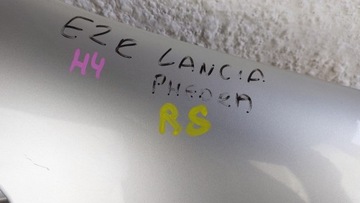 EZE LANCIA
H4 PHEDRA
RS